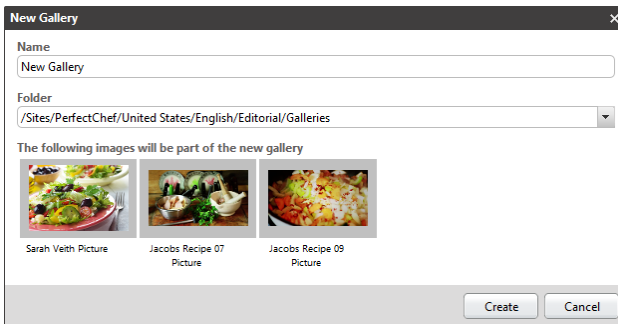 New Gallery
Name
New Gallery
Folder
/Sites/PerfectChef/United States/English/Editorial/Galleries
The following images will be part of the new gallery
Sarah Veith Picture
Jacobs Recipe 07
Picture
Jacobs Recipe 09
Picture
Create
Cancel